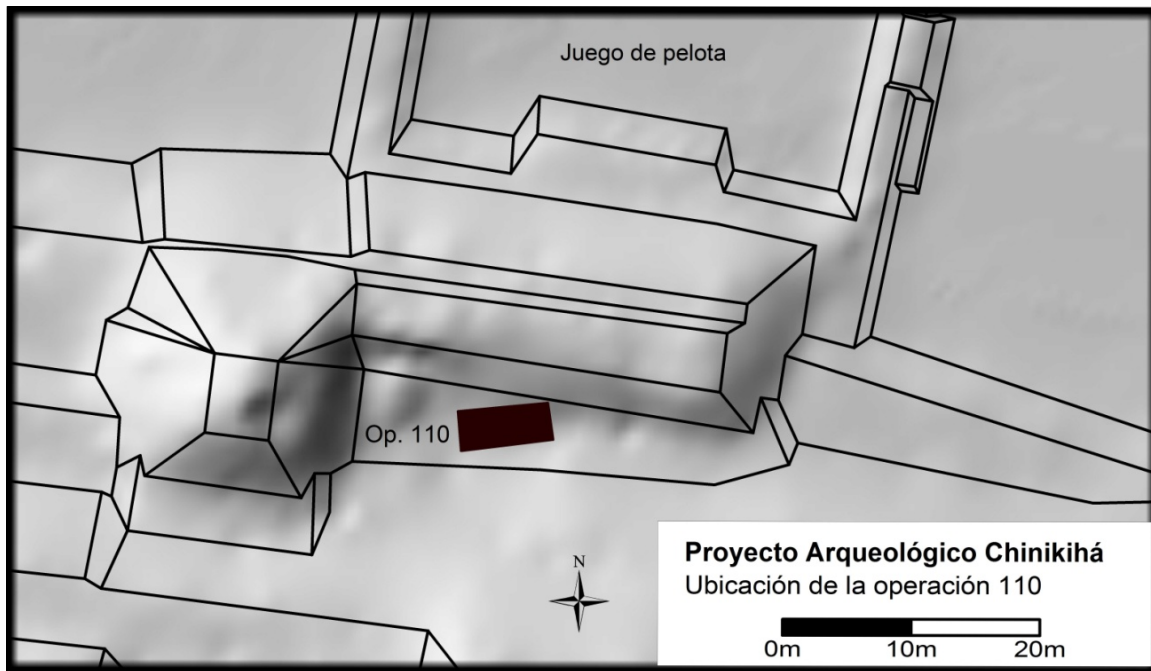 Juego de pelota
Op. 110
N
Proyecto Arqueológico Chinikihá
Ubicación de la operación 110
0m 10m 20m